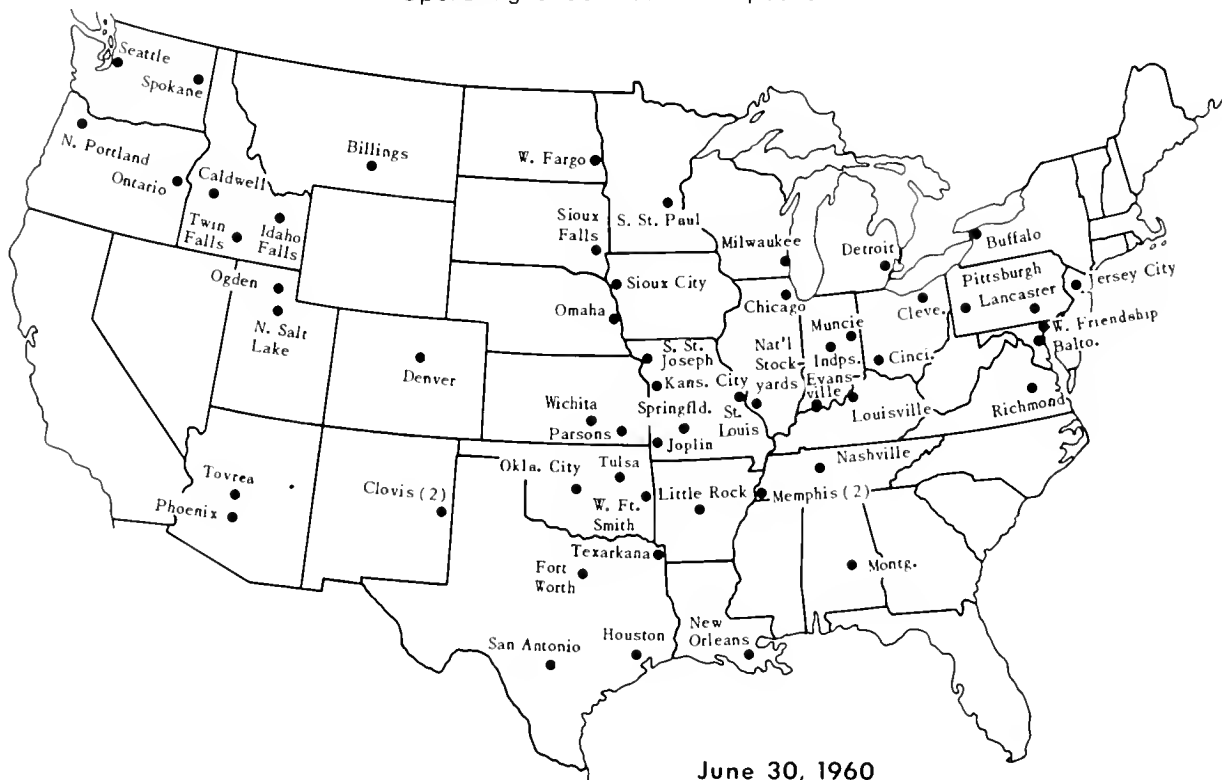 Seattle
Spokane
N. Portland
Ontario
Caldwell
Twin
Falls
Idaho
Falls
Billings
W. Fargo
S. St. Paul
Sioux
Falls
Milwaukee
Detroit
Buffalo
Ogden
N. Salt
Lake
Sioux City
Omaha
Chicago
Cleve.
Pittsburgh
Lancaster
Jersey City
W. Friendship
Balto.
Denver
S. St.
Joseph
Kans. City
Nat'l
Stock-
yards
Muncie
Indps.
Cinci.
Evans-
ville
Louisville
Richmond
Wichita
Parsons
Springfld.
St.
Louis
Joplin
Tovrea
Phoenix
Clovis (2)
Okla. City
Tulsa
W. Ft.
Smith
Little Rock
Memphis (2)
Nashville
Texarkana
Fort
Worth
Montg.
San Antonio
Houston
New
Orleans
June 30, 1960